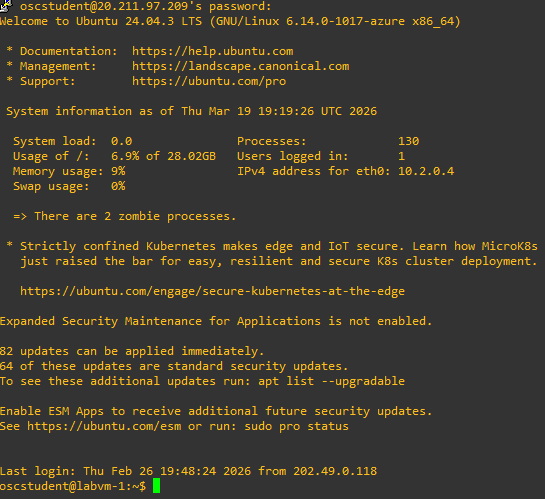 oscstudent@20.211.97.209's password:
Welcome to Ubuntu 24.04.3 LTS (GNU/Linux 6.14.0-1017-azure x86_64)

 * Documentation:  https://help.ubuntu.com
 * Management:     https://landscape.canonical.com
 * Support:        https://ubuntu.com/pro

 System information as of Thu Mar 19 19:19:26 UTC 2026

  System load:  0.0                Processes:             130
  Usage of /:   6.9% of 28.02GB   Users logged in:       1
  Memory usage: 9%                 IPv4 address for eth0: 10.2.0.4
  Swap usage:   0%

  => There are 2 zombie processes.

 * Strictly confined Kubernetes makes edge and IoT secure. Learn how MicroK8s
   just raised the bar for easy, resilient and secure K8s cluster deployment.

   https://ubuntu.com/engage/secure-kubernetes-at-the-edge

Expanded Security Maintenance for Applications is not enabled.

82 updates can be applied immediately.
64 of these updates are standard security updates.
To see these additional updates run: apt list --upgradable

Enable ESM Apps to receive additional future security updates.
See https://ubuntu.com/esm or run: sudo pro status


Last login: Thu Feb 26 19:48:24 2026 from 202.49.0.118
oscstudent@labvm-1:~$